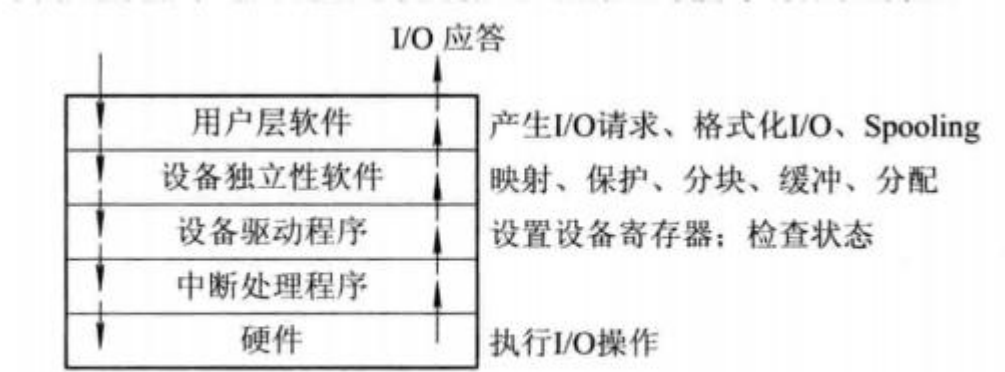 I/O 应答
用户层软件 产生I/O请求、格式化I/O、Spooling
设备独立性软件 映射、保护、分块、缓冲、分配
设备驱动程序 设置设备寄存器；检查状态
中断处理程序
硬件 执行I/O操作